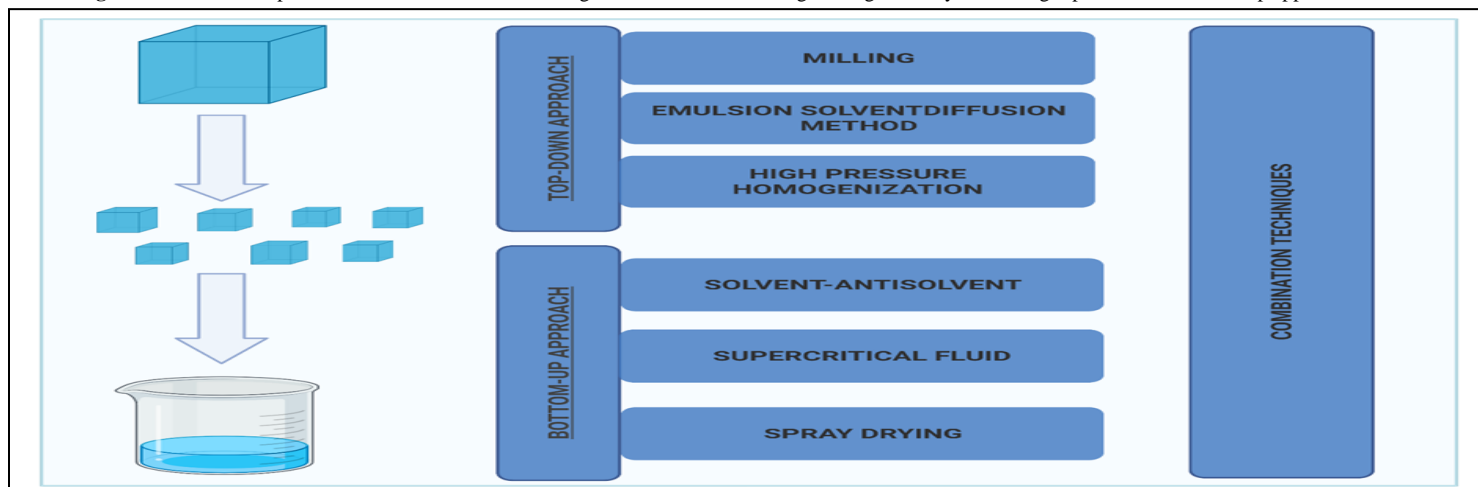 TOP-DOWN APPROACH
MILLING
EMULSION SOLVENTDIFFUSION
METHOD
HIGH PRESSURE
HOMOGENIZATION
BOTTOM-UP APPROACH
SOLVENT-ANTISOLVENT
SUPERCRITICAL FLUID
SPRAY DRYING
COMBINATION TECHNIQUES